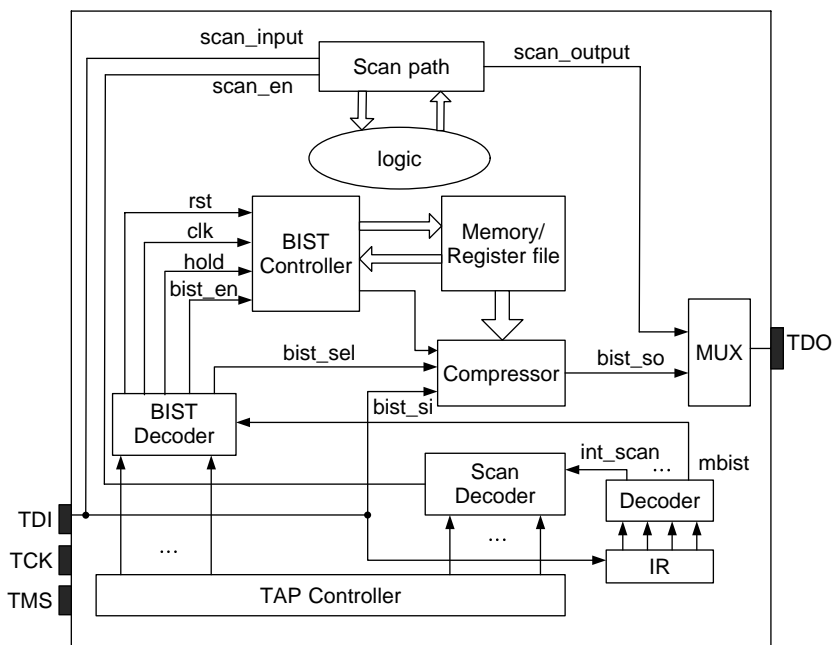 scan_input
scan_output
Scan path
scan_en
logic
rst
clk
hold
bist_en
BIST
Controller
Memory/
Register file
bist_sel
bist_si
Compressor
bist_so
MUX
TDO
BIST
Decoder
int_scan
...
mbist
Scan
Decoder
Decoder
TDI
TCK
TMS
...
...
IR
TAP Controller